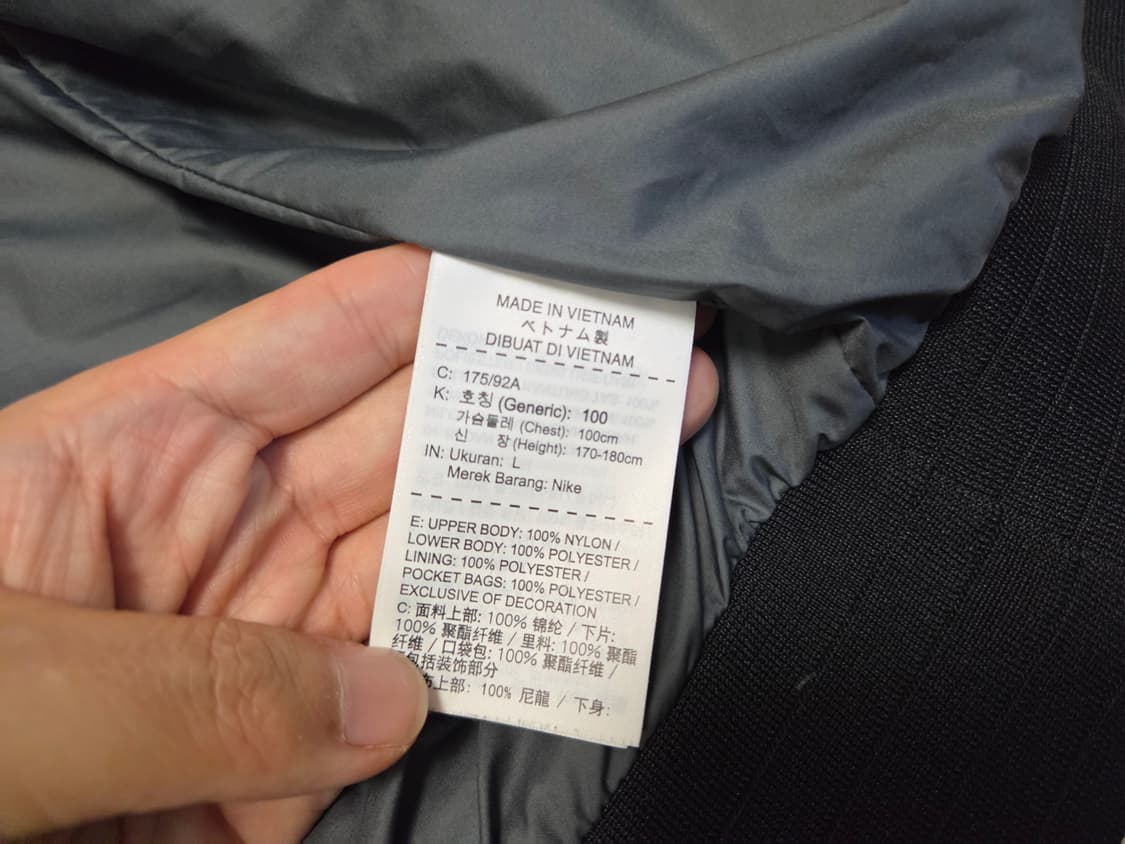 MADE IN VIETNAM
ベトナム製
DIBUAT DI VIETNAM
C: 175/92A
K: 호칭 (Generic): 100
가슴둘레 (Chest): 100cm
신 장 (Height): 170-180cm
IN: Ukuran: L
Merek Barang: Nike
E: UPPER BODY: 100% NYLON /
LOWER BODY: 100% POLYESTER /
LINING: 100% POLYESTER /
POCKET BAGS: 100% POLYESTER /
EXCLUSIVE OF DECORATION
C: 面料上部: 100% 锦纶 / 下片:
100% 聚酯纤维 / 里料: 100% 聚酯
纤维 / 口袋包: 100% 聚酯纤维 /
包括装饰部分
上部: 100% 尼龍 / 下身: